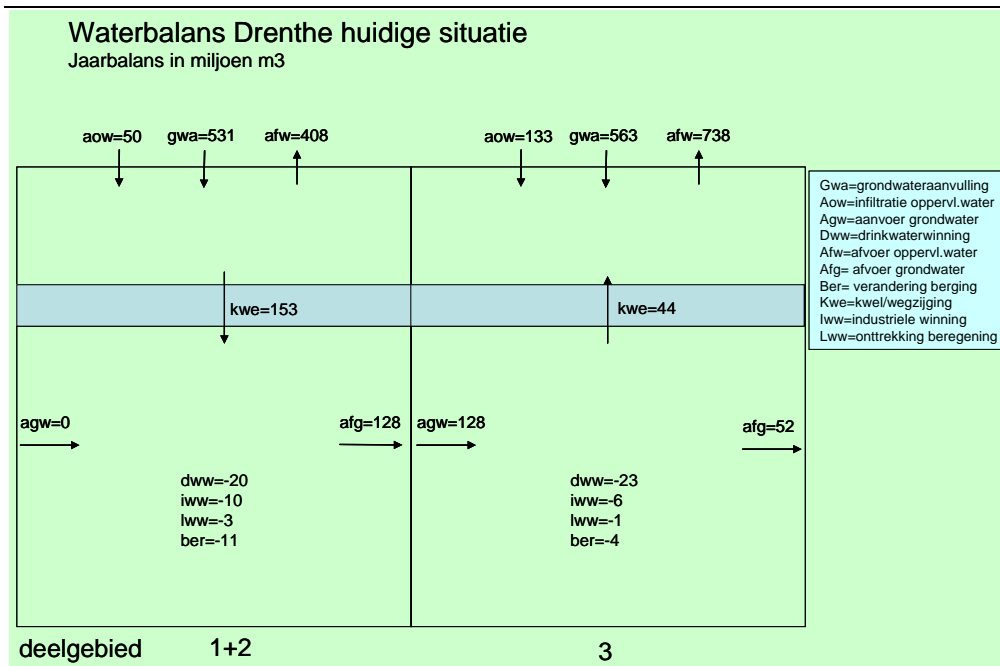 Waterbalans Drenthe huidige situatie
Jaarbalans in miljoen m3
aow=50 gwa=531 afw=408
aow=133 gwa=563 afw=738
Gwa=grondwateraanvulling
Aow=infiltratie oppervl.water
Agw=aanvoer grondwater
Dww=drinkwaterwinning
Afw=afvoer oppervl.water
Afg= afvoer grondwater
Ber= verandering berging
Kwe=kwel/wegzijging
Iww=industriele winning
Lww=onttrekking beregening
kwe=153
kwe=44
agw=0
afg=128
agw=128
afg=52
dww=-20
iww=-10
lww=-3
ber=-11
dww=-23
iww=-6
lww=-1
ber=-4
deelgebied 1+2 3